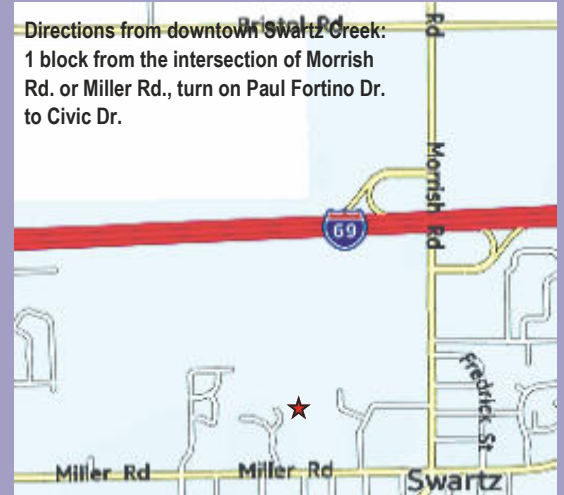 Bristol Rd
Directions from downtown Swartz Creek:
1 block from the intersection of Morrish
Rd. or Miller Rd., turn on Paul Fortino Dr.
to Civic Dr.
Rd
Morrish Rd
69
Fredrick St
Miller Rd
Miller Rd
Swartz